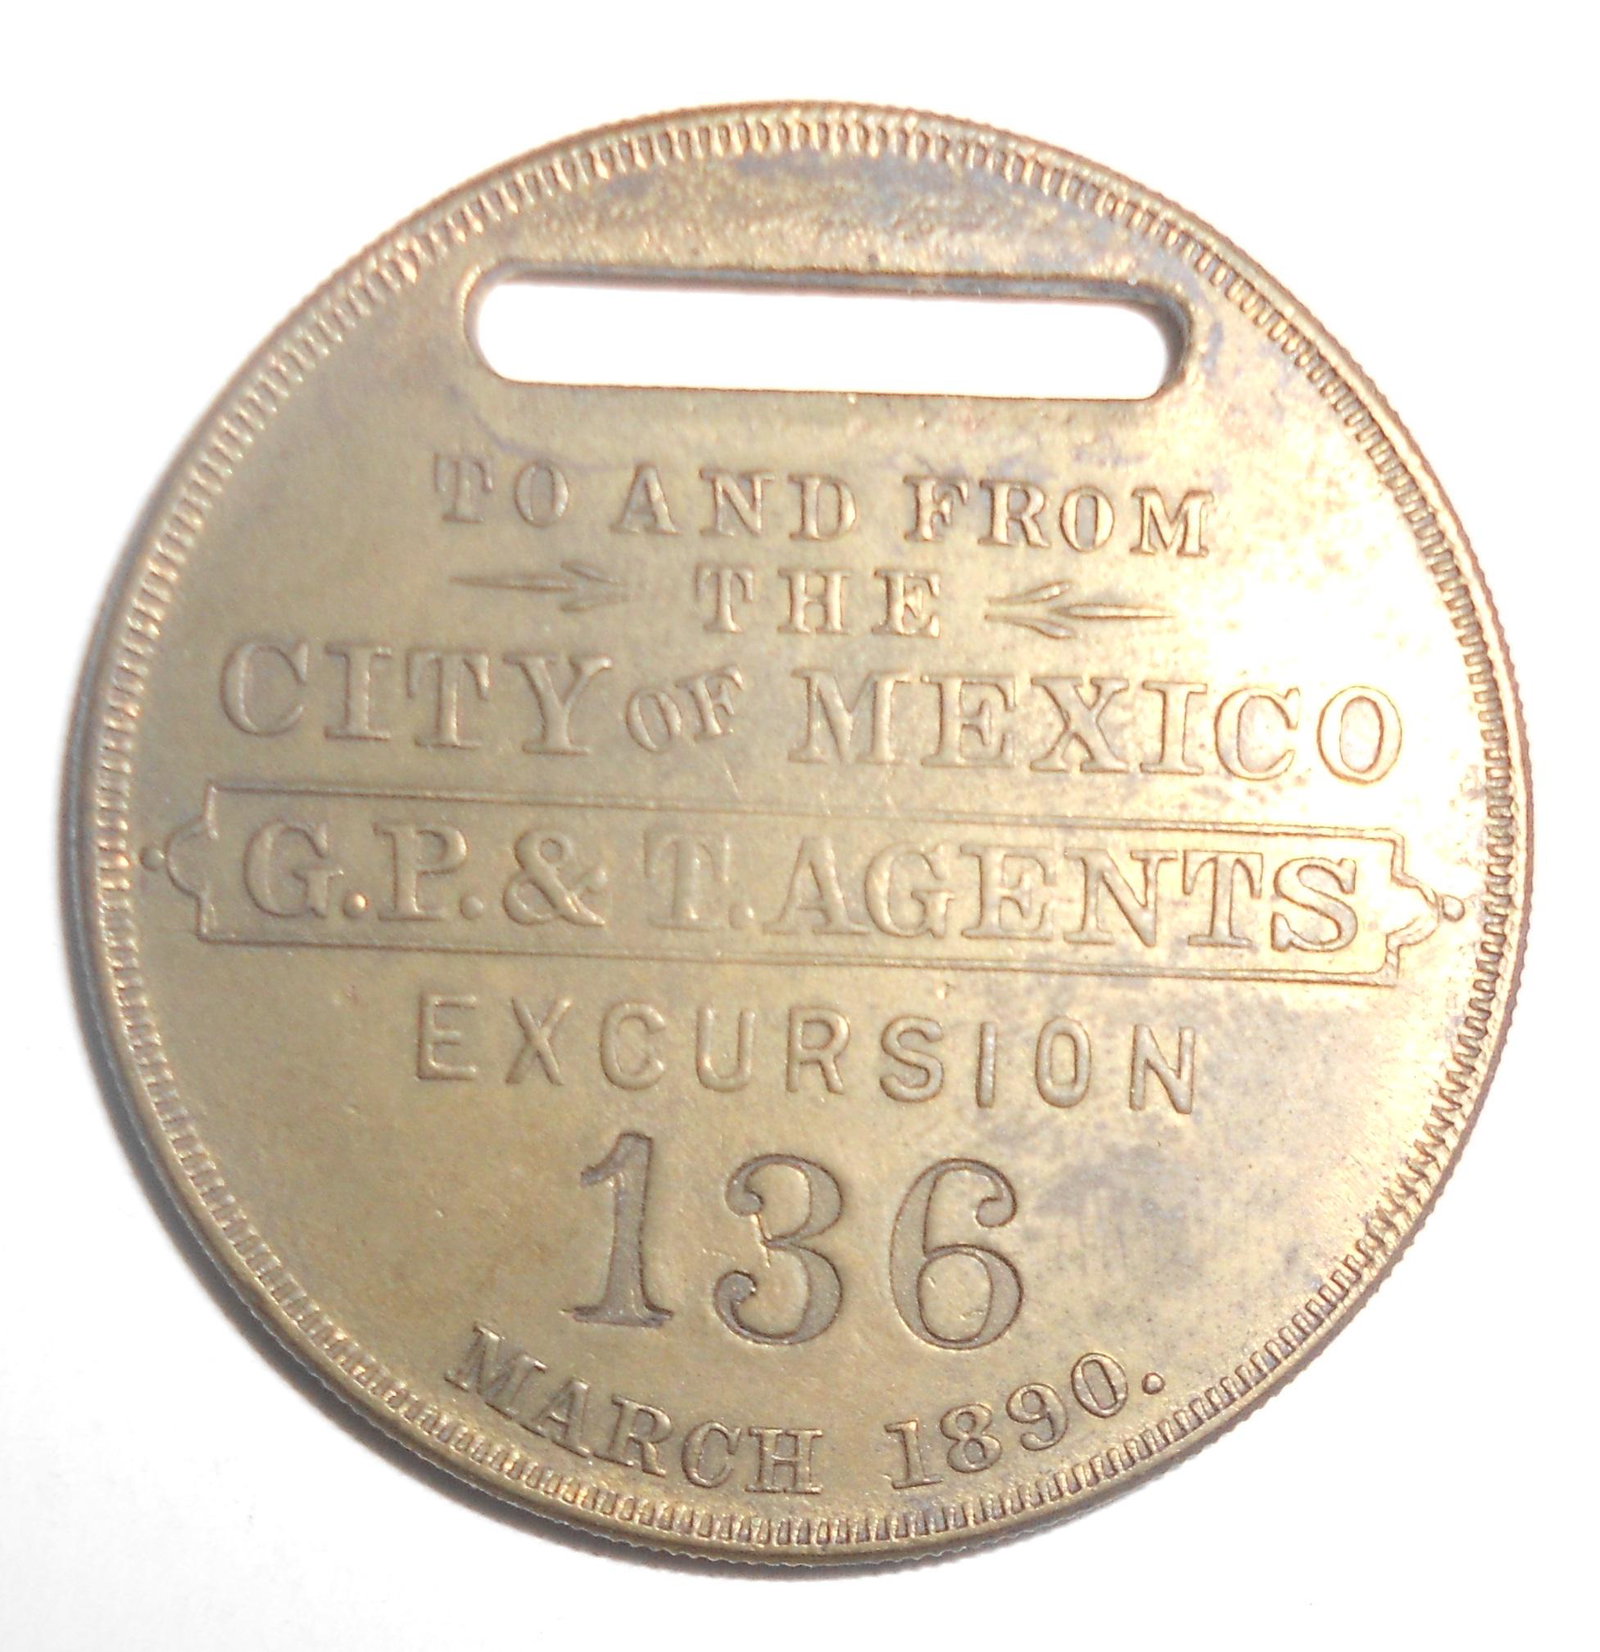 TO AND FROM
THE
CITY OF MEXICO
G.P. & T. AGENTS
EXCURSION
136
MARCH 1890.